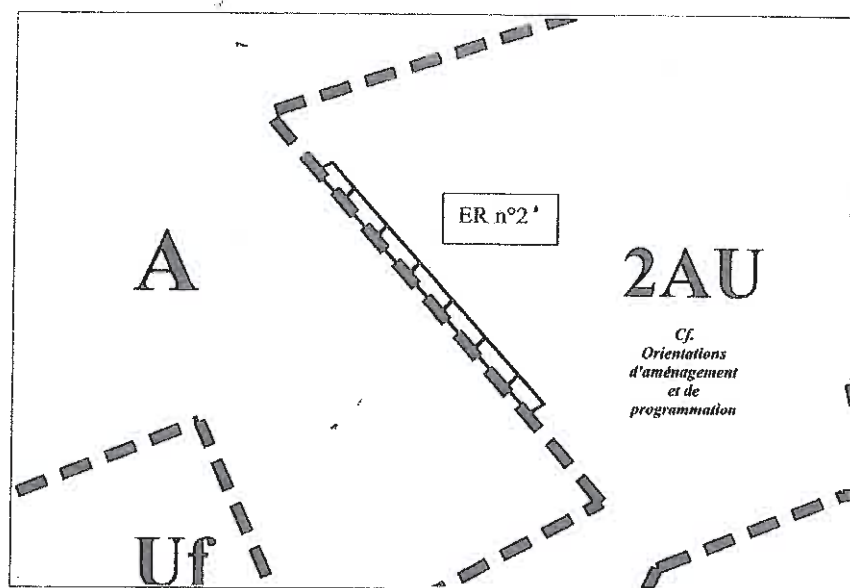 ER n°2
A
2AU
Cf.
Orientations
d'aménagement
et de
programmation
Uf